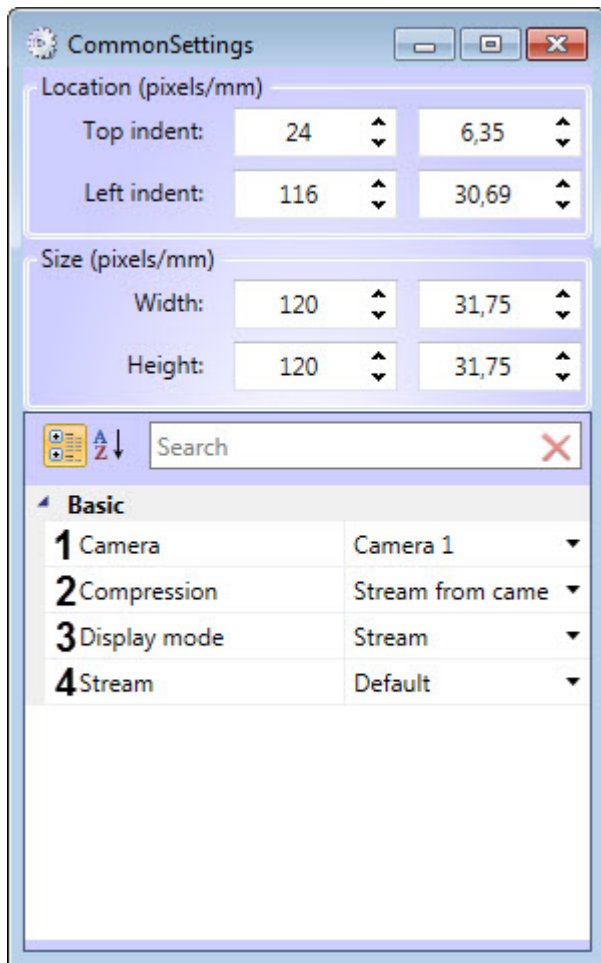 CommonSettings
Location (pixels/mm)
Top indent: 24 6,35
Left indent: 116 30,69
Size (pixels/mm)
Width: 120 31,75
Height: 120 31,75
A
Z
Search
Basic
1 Camera Camera 1
2 Compression Stream from came
3 Display mode Stream
4 Stream Default